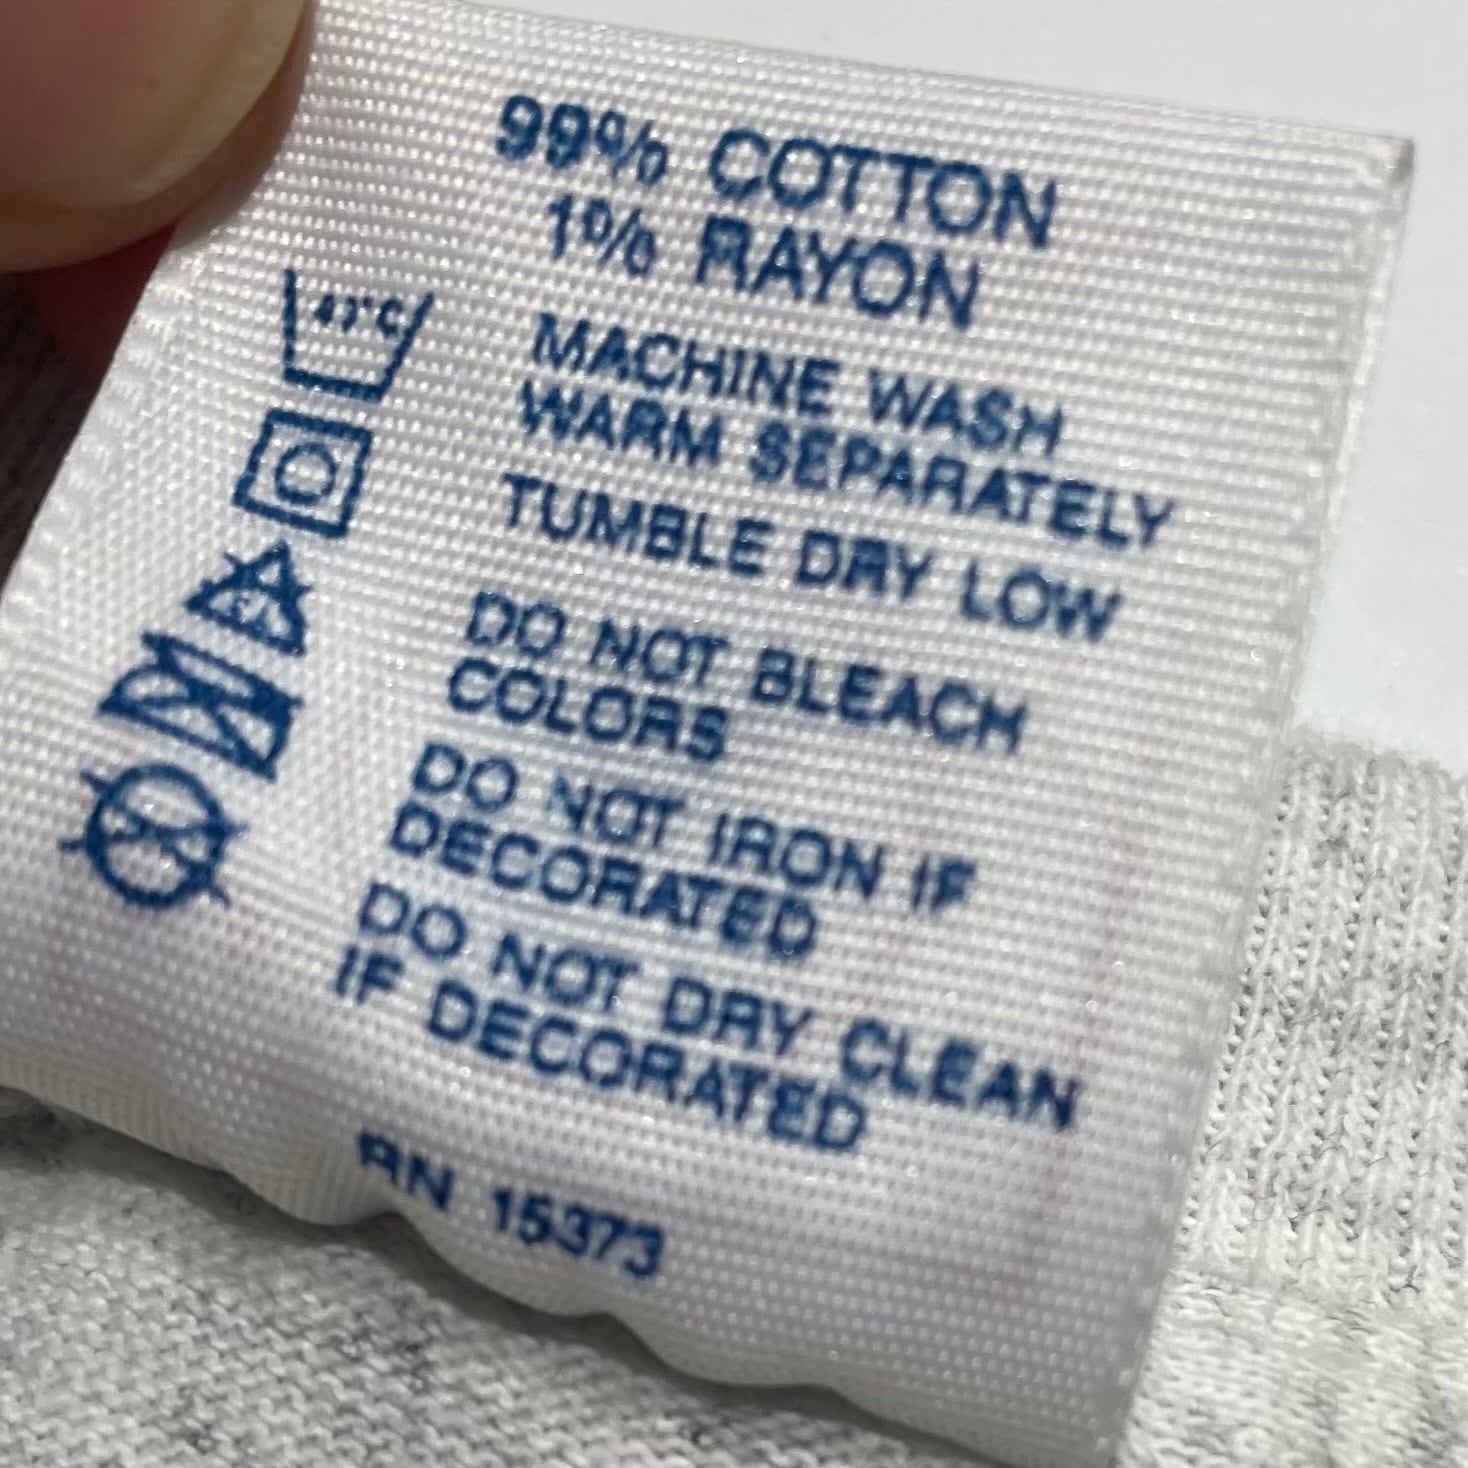 99% COTTON
1% RAYON
MACHINE WASH
WARM SEPARATELY
TUMBLE DRY LOW
DO NOT BLEACH
COLORS
DO NOT IRON IF
DECORATED
DO NOT DRY CLEAN
IF DECORATED
RN 15373